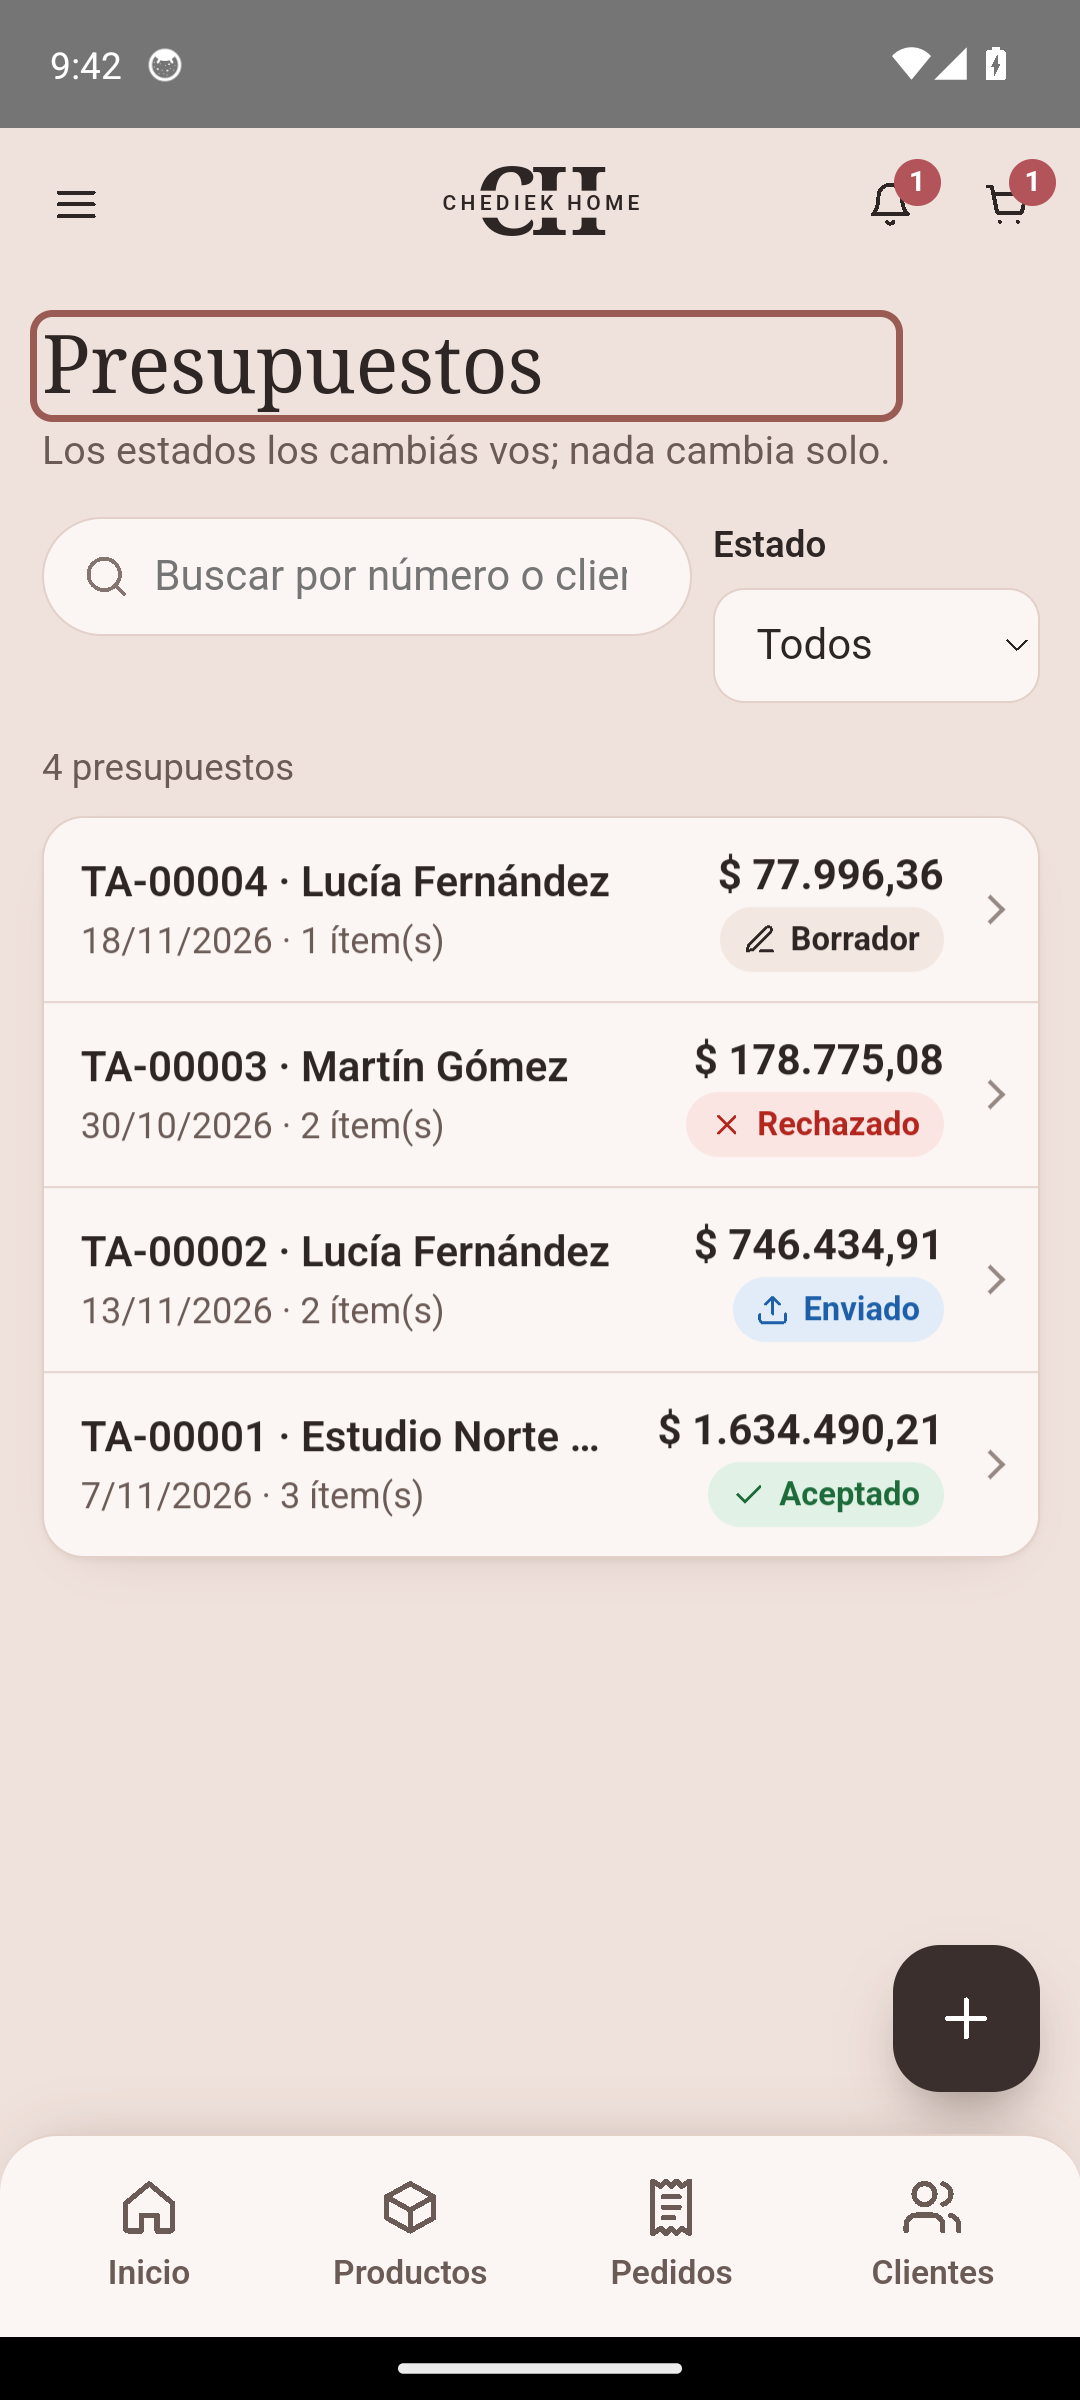 9:42
CH
CHEDIEK HOME
1
1
Presupuestos
Los estados los cambiás vos; nada cambia solo.
Buscar por número o clien
Estado
Todos
4 presupuestos
TA-00004 · Lucía Fernández
$ 77.996,36
18/11/2026 · 1 ítem(s)
Borrador
TA-00003 · Martín Gómez
$ 178.775,08
30/10/2026 · 2 ítem(s)
Rechazado
TA-00002 · Lucía Fernández
$ 746.434,91
13/11/2026 · 2 ítem(s)
Enviado
TA-00001 · Estudio Norte ...
$ 1.634.490,21
7/11/2026 · 3 ítem(s)
Aceptado
Inicio
Productos
Pedidos
Clientes